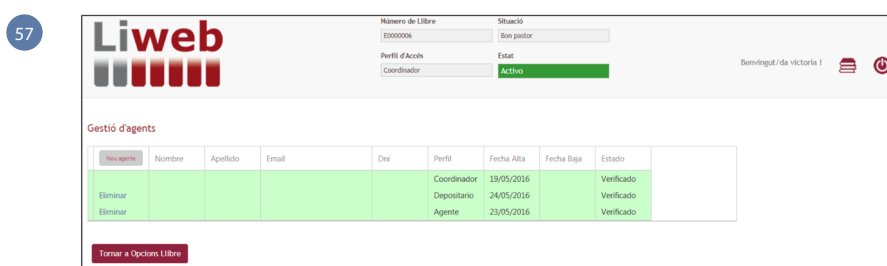 57
Liweb
Número de Llibre Situació
E0000006 Bon pastor
Perfil d'Accés Estat
Coordinador Activo
Benvingut/da victoria !
Gestió d'agents
Nou agente Nombre Apellido Email Dni Perfil Fecha Alta Fecha Baja Estado
Coordinador 19/05/2016 Verificado
Eliminar Depositario 24/05/2016 Verificado
Eliminar Agente 23/05/2016 Verificado
Tornar a Opcions Llibre